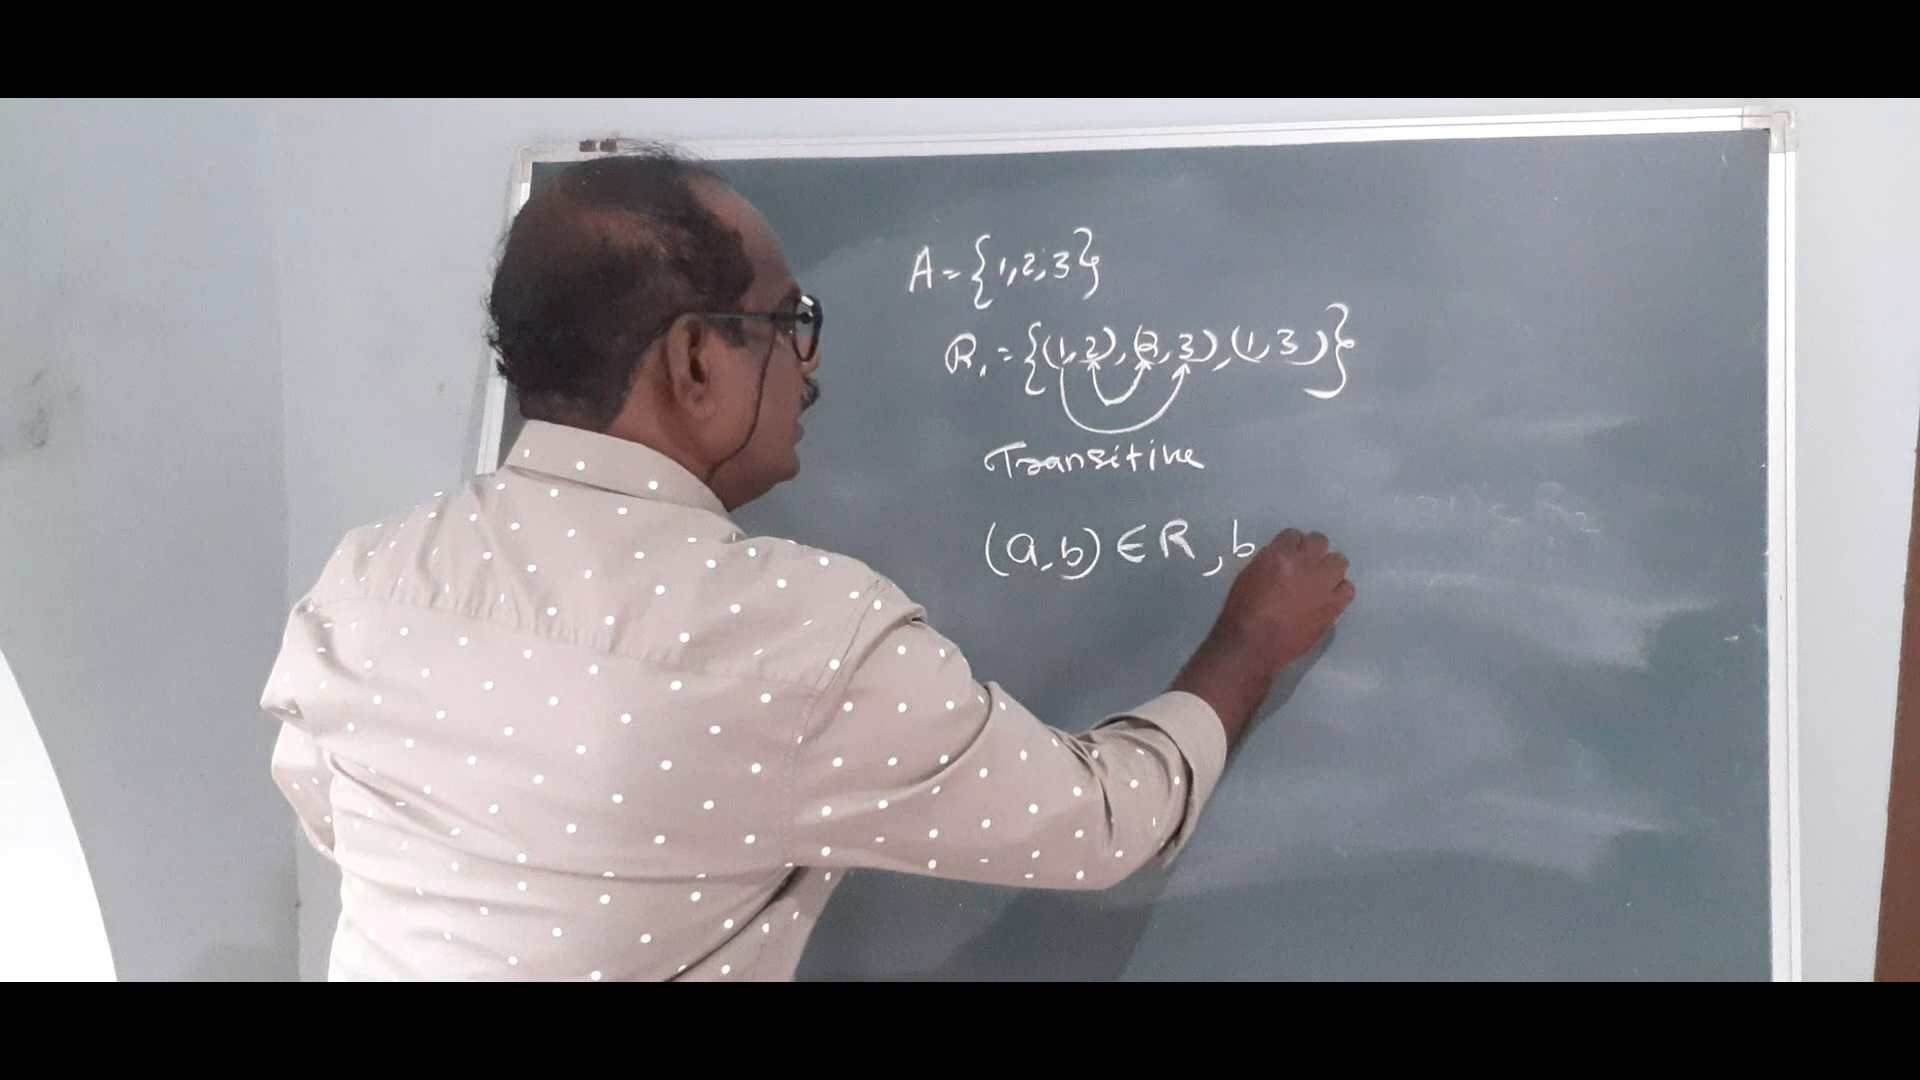 A = {1, 2, 3}
R₁ = {(1, 2), (2, 3), (1, 3)}
Transitive
(a, b) ∈ R, b